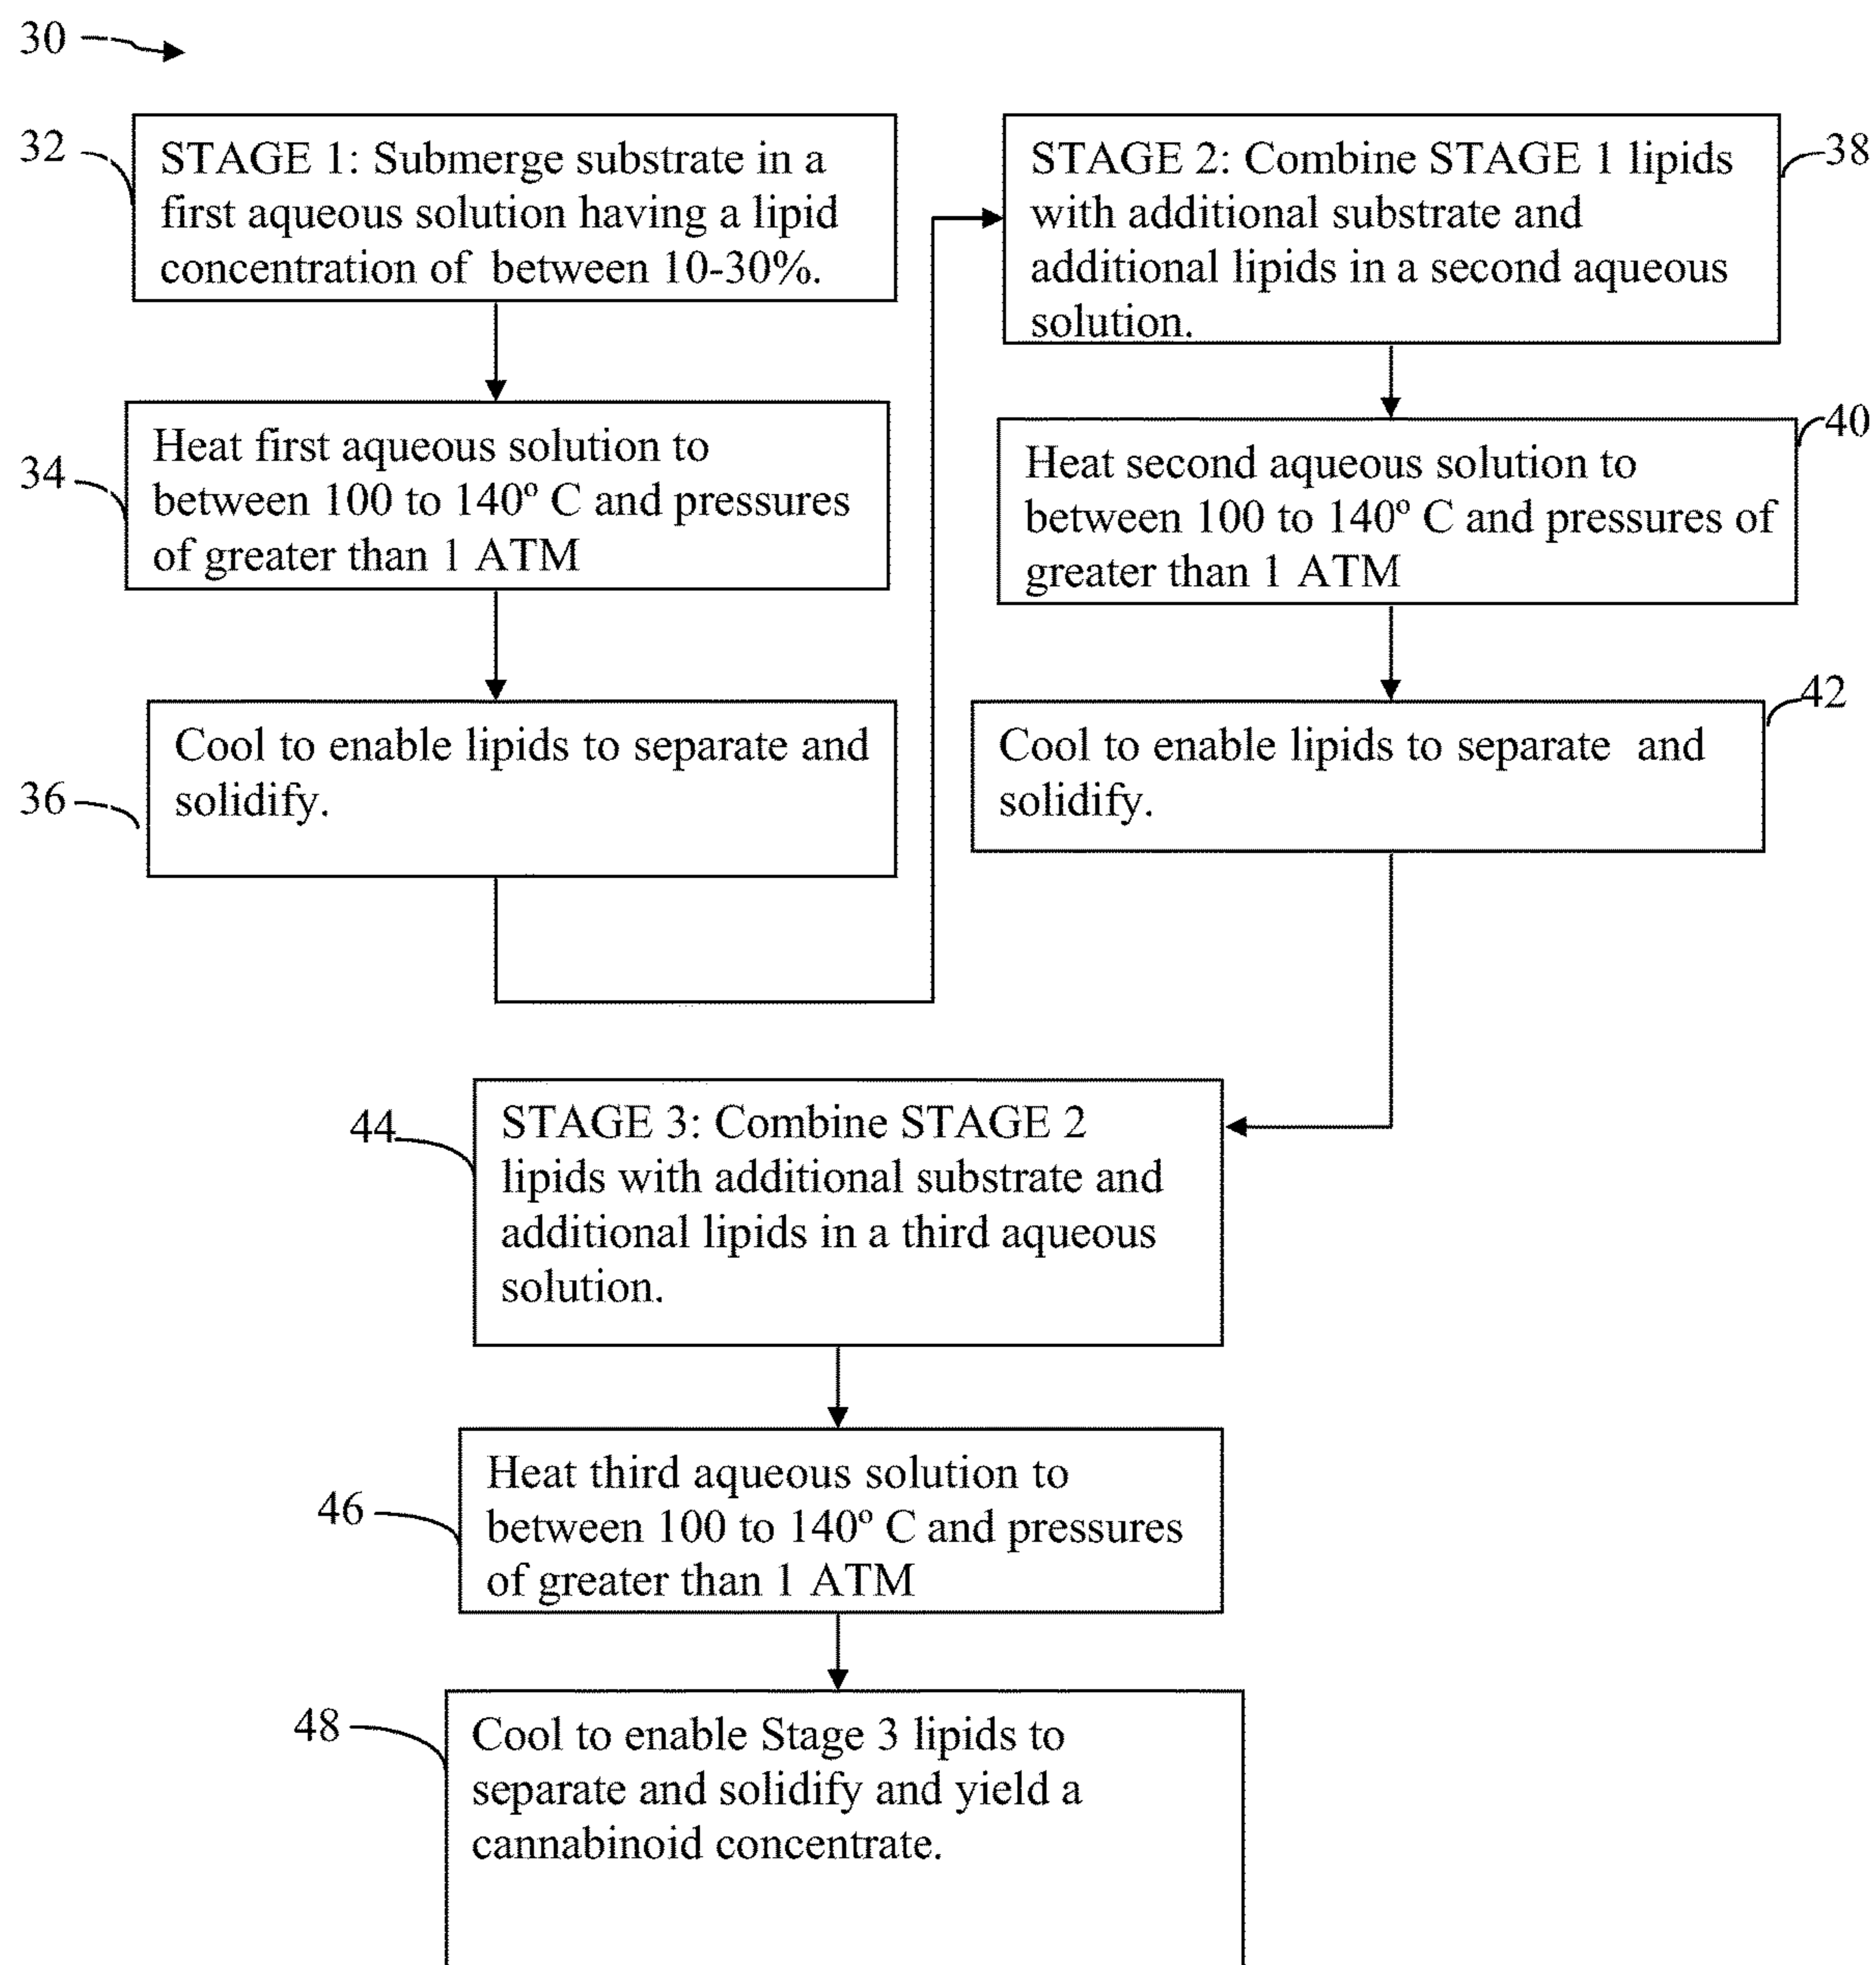 30
32
STAGE 1: Submerge substrate in a
first aqueous solution having a lipid
concentration of between 10-30%.
34
Heat first aqueous solution to
between 100 to 140º C and pressures
of greater than 1 ATM
36
Cool to enable lipids to separate and
solidify.
38
STAGE 2: Combine STAGE 1 lipids
with additional substrate and
additional lipids in a second aqueous
solution.
40
Heat second aqueous solution to
between 100 to 140º C and pressures of
greater than 1 ATM
42
Cool to enable lipids to separate and
solidify.
44
STAGE 3: Combine STAGE 2
lipids with additional substrate and
additional lipids in a third aqueous
solution.
46
Heat third aqueous solution to
between 100 to 140º C and pressures
of greater than 1 ATM
48
Cool to enable Stage 3 lipids to
separate and solidify and yield a
cannabinoid concentrate.